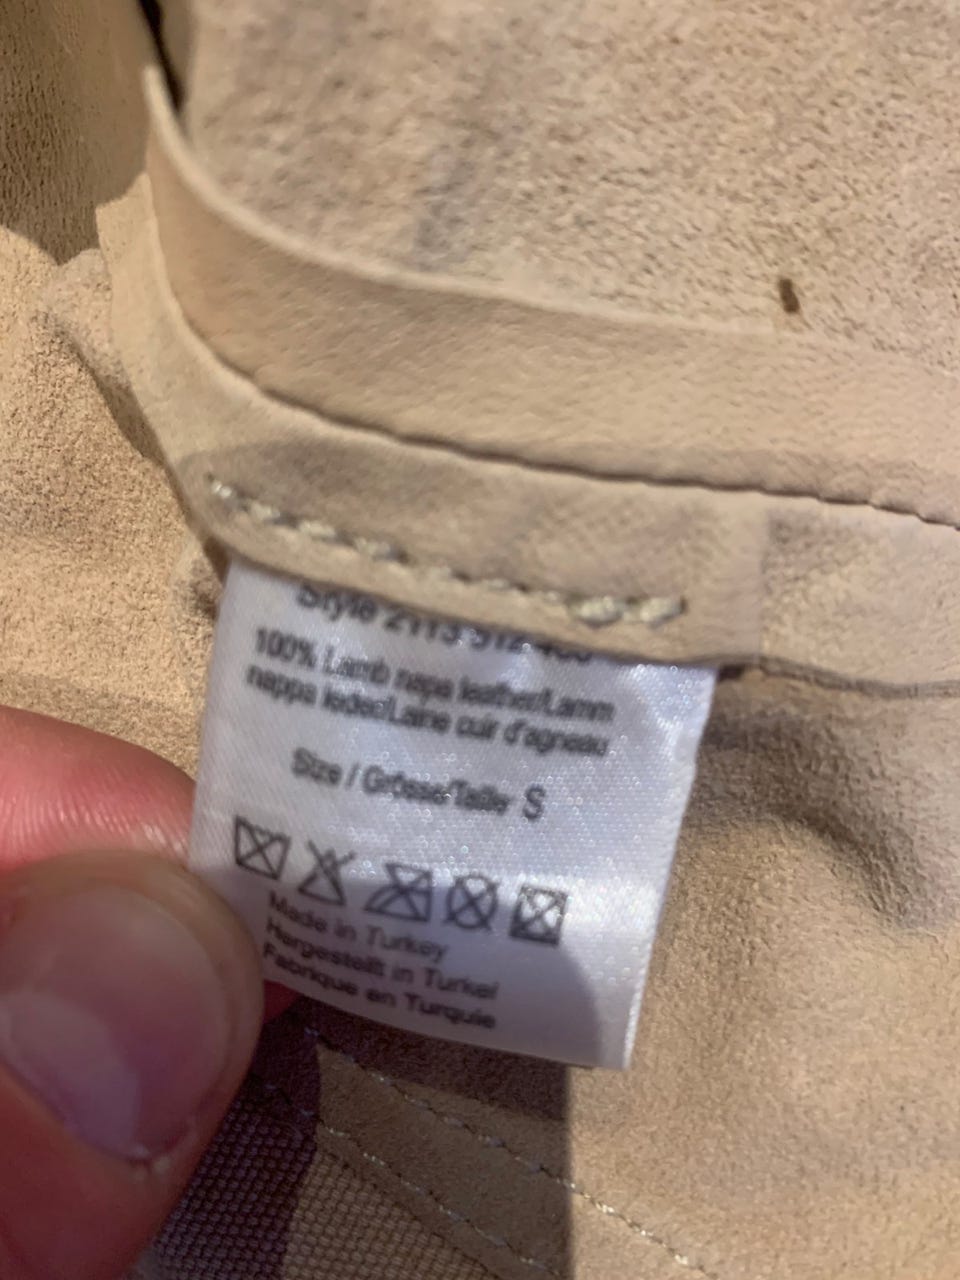 Style
100% Lamb napa leather/Lamm
nappa leder/Laine cuir d'agneau
Size / Grösse/Taille S
Made in Turkey
Hergestellt in Turkei
Fabrique en Turquie